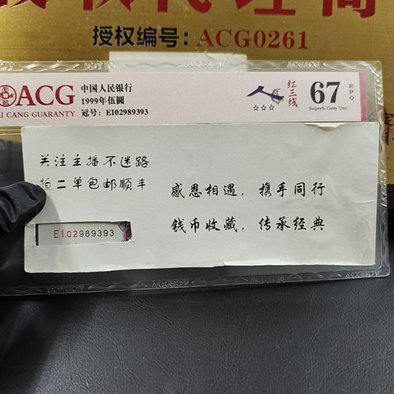 授权编号: ACG0261
ACG
LI CANG GUARANTY
中国人民银行
1999年伍圆
冠号: EI02989393
红三线
67
EPQ
Superb Gem Unc
关注主播不迷路
拍二单包邮顺丰
感恩相遇，携手同行
钱币收藏，传承经典
EI02989393